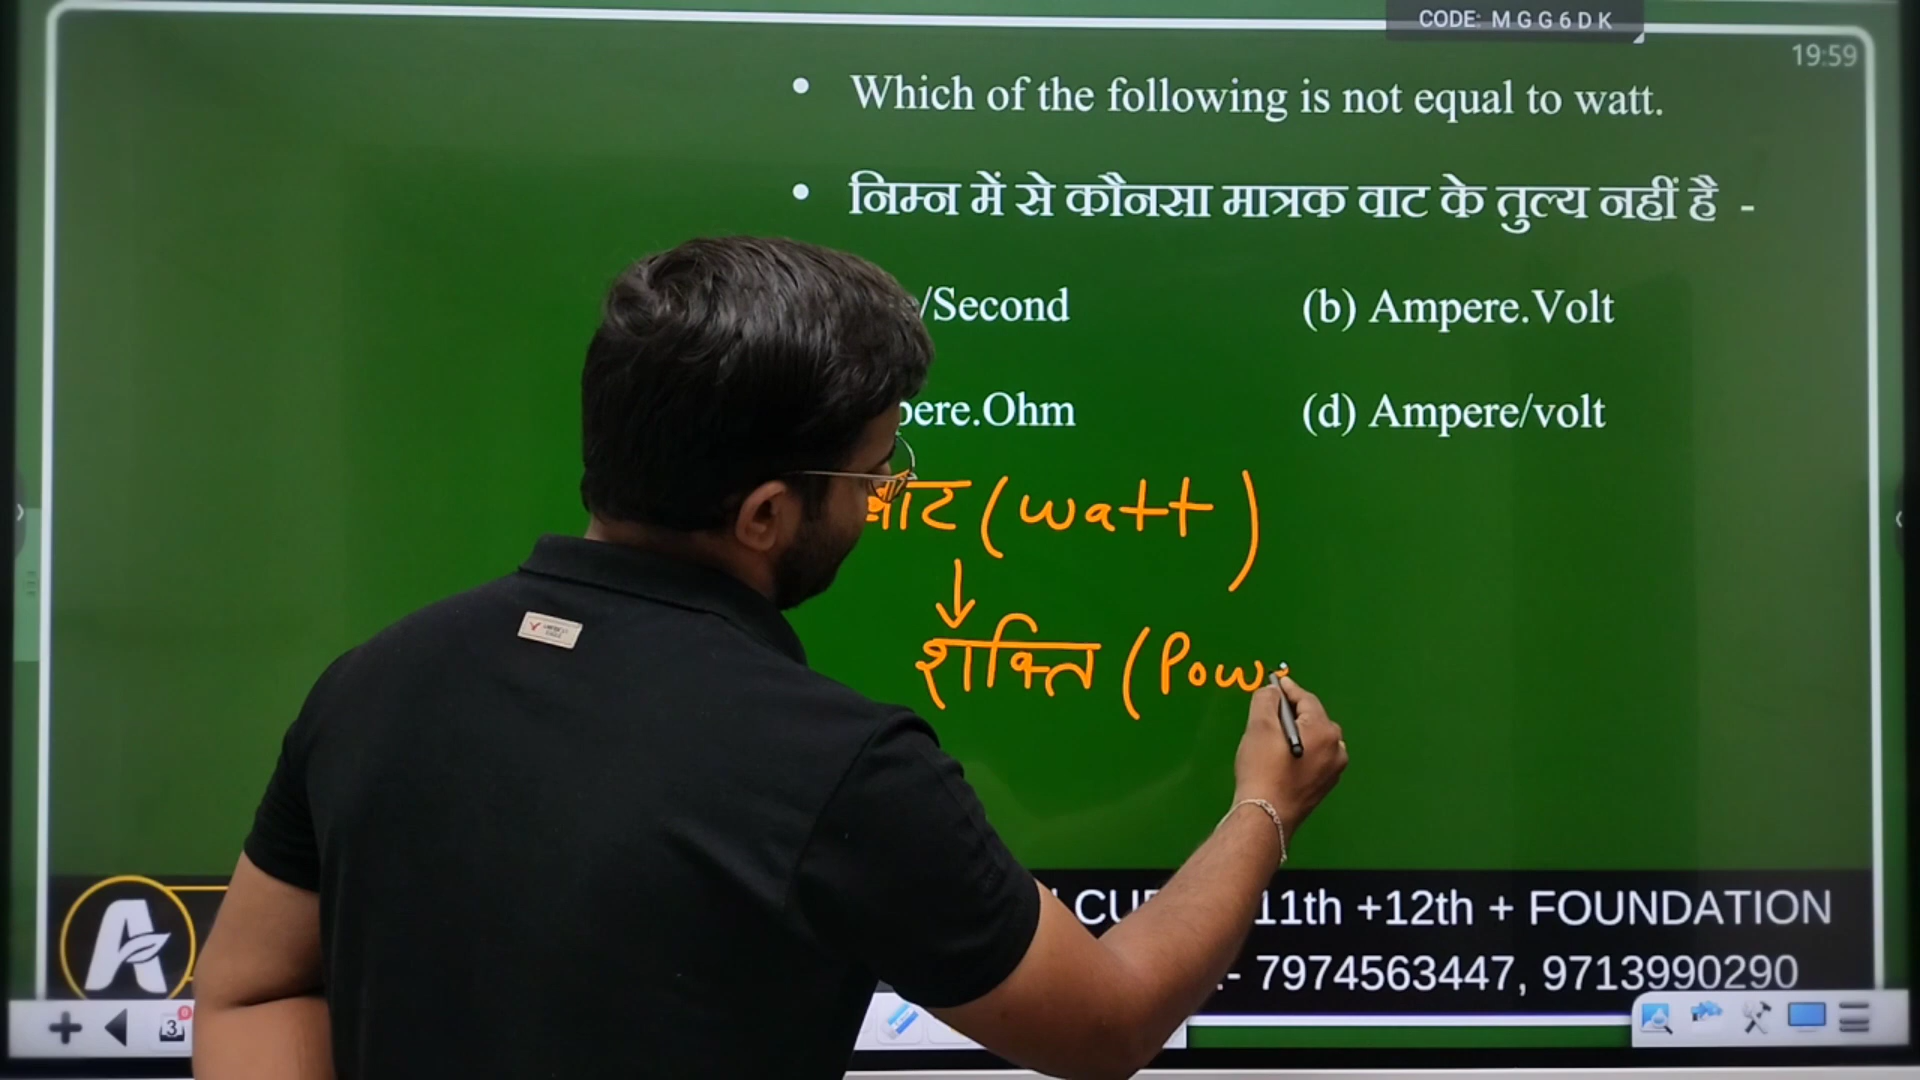 CODE: MGG6DK
19:59
• Which of the following is not equal to watt.
• निम्न में से कौनसा मात्रक वाट के तुल्य नहीं है -
/Second (b) Ampere.Volt
pere.Ohm (d) Ampere/volt
वाट (watt)
↓
शक्ति (Pow
11th +12th + FOUNDATION
- 7974563447, 9713990290
3